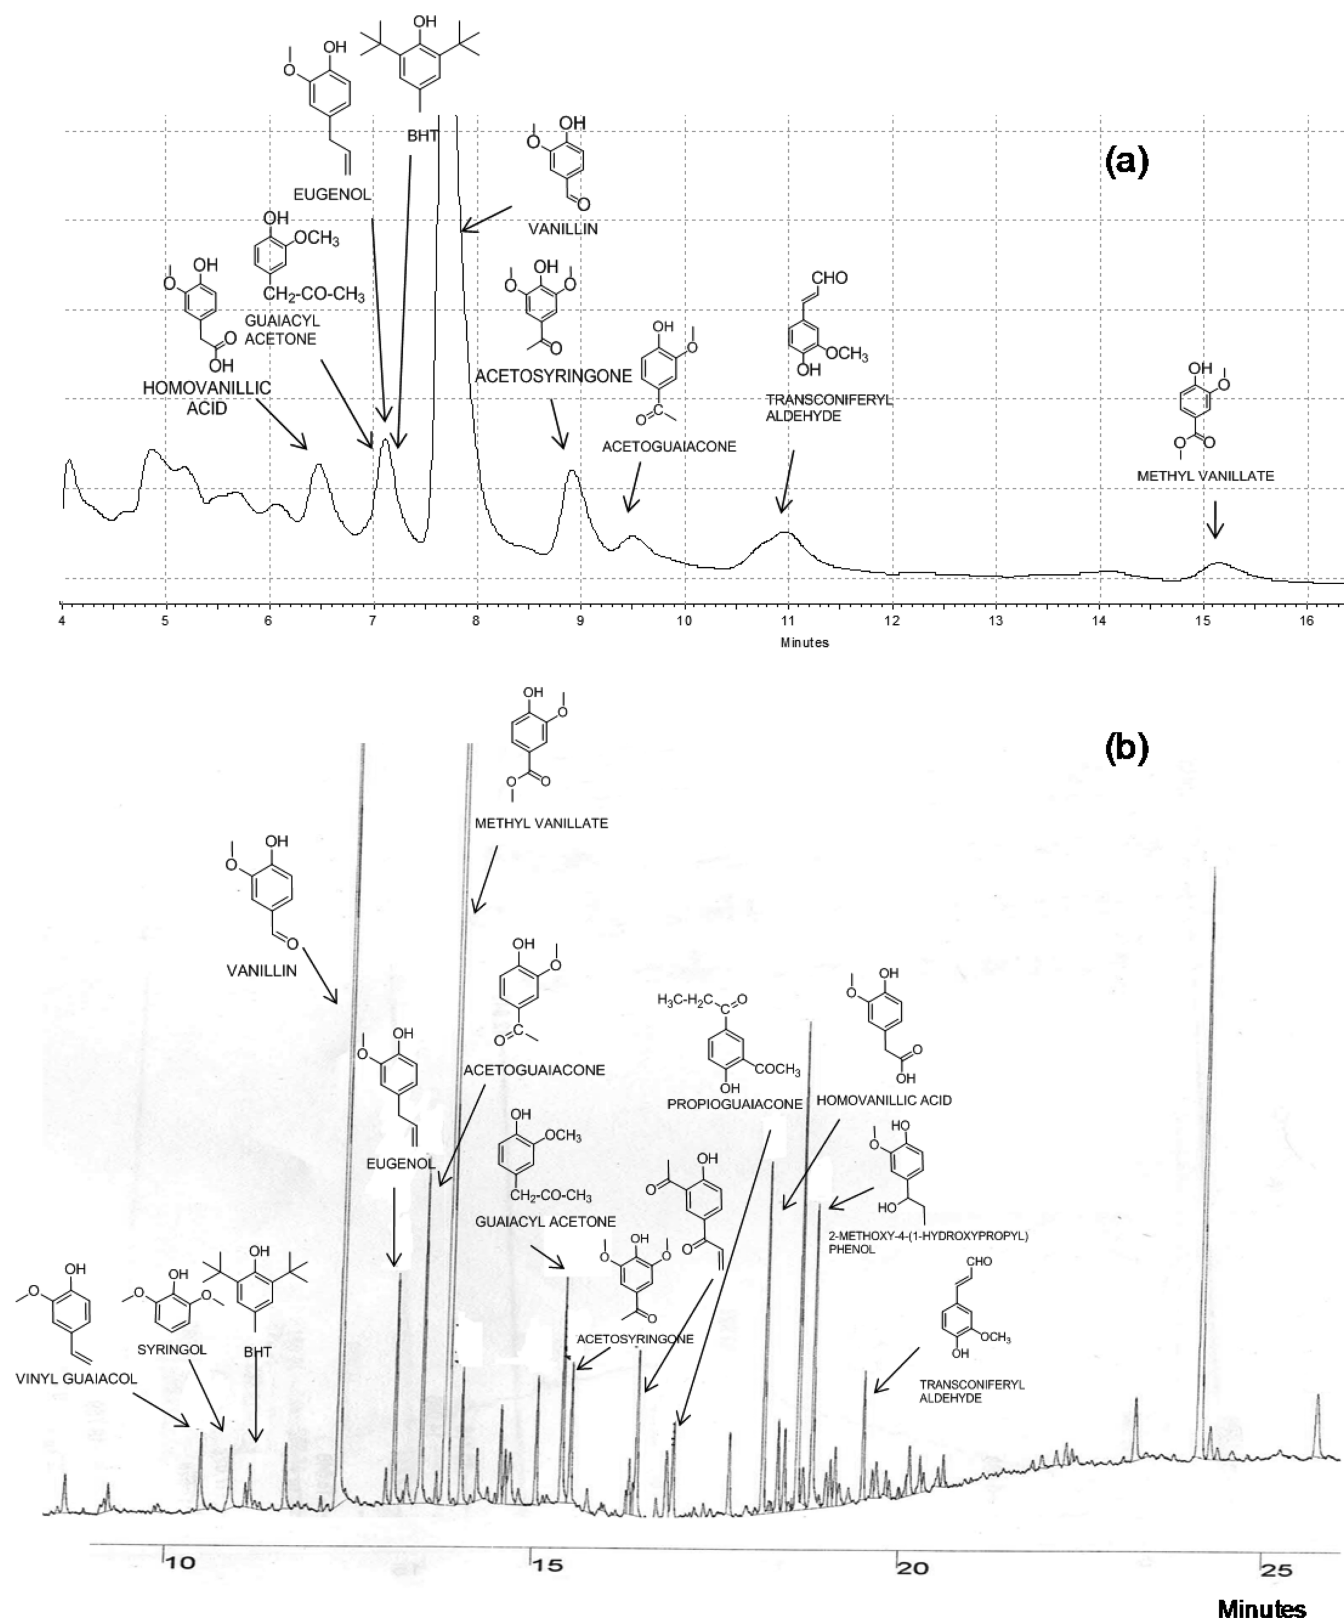 OH
OH
O
BHT
EUGENOL
(a)
OH
O
O
VANILLIN
OH
OCH3
CH2-CO-CH3
GUAIACYL
ACETONE
OH
O
O
OH
HOMOVANILLIC
ACID
OH
O
O
O
ACETOSYRINGONE
OH
O
C
O
ACETOGUAIACONE
CHO
OCH3
OH
TRANSCONIFERYL
ALDEHYDE
OH
O
O
O
METHYL VANILLATE
4 5 6 7 8 9 10 11 12 13 14 15 16
Minutes
(b)
OH
O
O
O
METHYL VANILLATE
OH
O
O
VANILLIN
OH
O
C
O
ACETOGUAIACONE
OH
O
EUGENOL
H3C-H2C
C
O
COCH3
OH
PROPIOGUAIACONE
OH
O
O
OH
HOMOVANILLIC ACID
OH
OCH3
CH2-CO-CH3
GUAIACYL ACETONE
OH
O
O
HO
O
HO
2-METHOXY-4-(1-HYDROXYPROPYL)
PHENOL
OH
O
O
O
ACETOSYRINGONE
CHO
OCH3
OH
TRANSCONIFERYL
ALDEHYDE
OH
O
VINYL GUAIACOL
OH
O
O
SYRINGOL
OH
BHT
10 15 20 25
Minutes